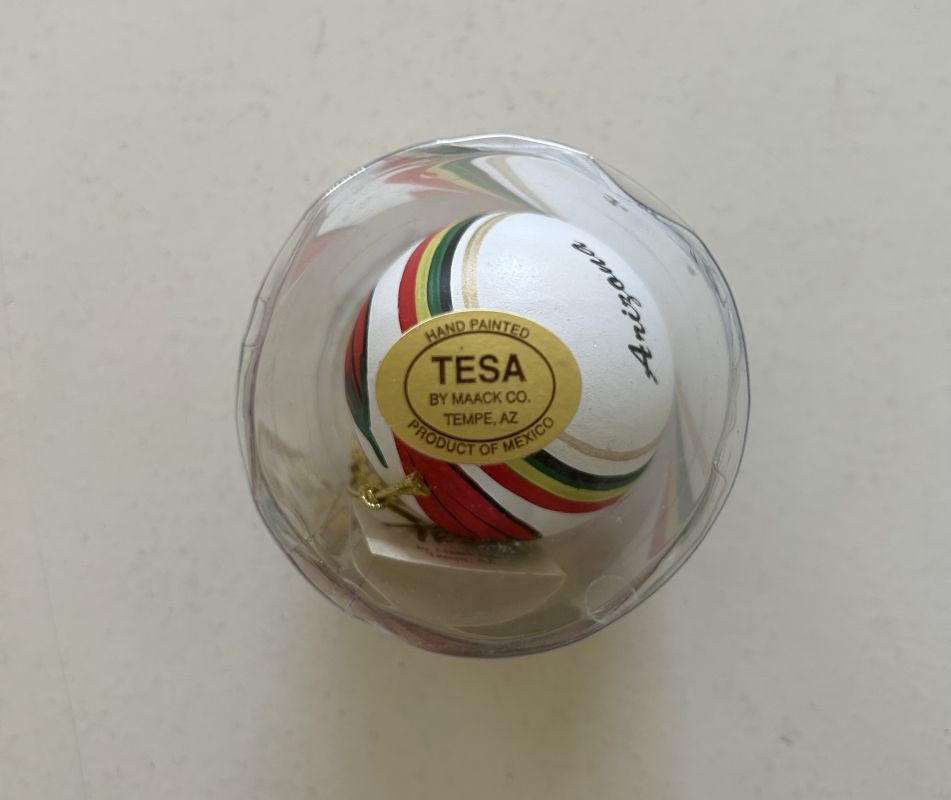 HAND PAINTED
TESA
BY MAACK CO.
TEMPE, AZ
PRODUCT OF MEXICO
Arizona